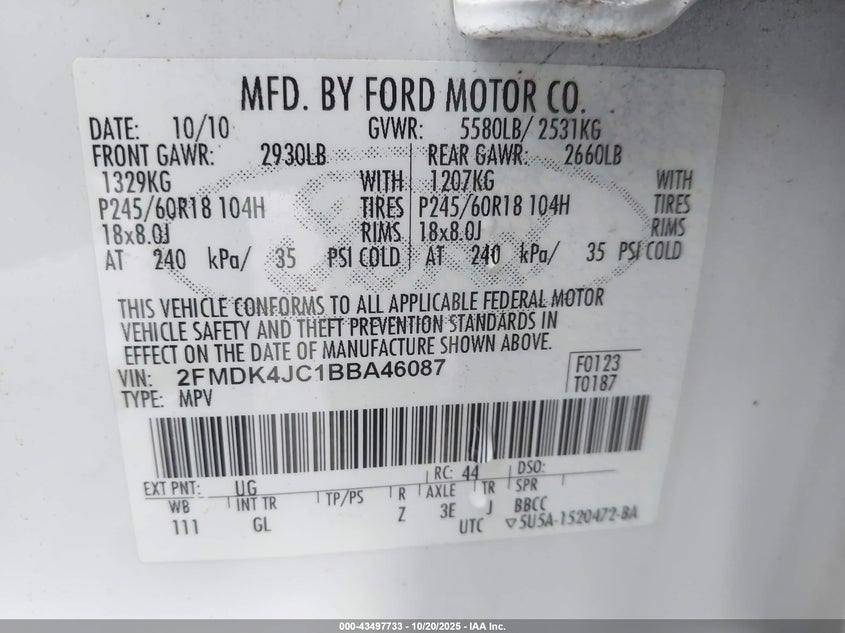 MFD. BY FORD MOTOR CO.
DATE: 10/10 GVWR: 5580LB/ 2531KG
FRONT GAWR: 2930LB REAR GAWR: 2660LB
1329KG WITH 1207KG WITH
P245/60R18 104H TIRES P245/60R18 104H TIRES
18x8.0J RIMS 18x8.0J RIMS
AT 240 kPa/ 35 PSI COLD AT 240 kPa/ 35 PSI COLD
THIS VEHICLE CONFORMS TO ALL APPLICABLE FEDERAL MOTOR
VEHICLE SAFETY AND THEFT PREVENTION STANDARDS IN
EFFECT ON THE DATE OF MANUFACTURE SHOWN ABOVE.
VIN: 2FMDK4JC1BBA46087 F0123
TYPE: MPV T0187
EXT PNT: UG RC: 44 DSO:
WB INT TR TP/PS R AXLE TR SPR
111 GL Z 3E J BBCC
UTC ▽5U5A-1520472-BA
000-43497733 - 10/20/2025 - IAA Inc.